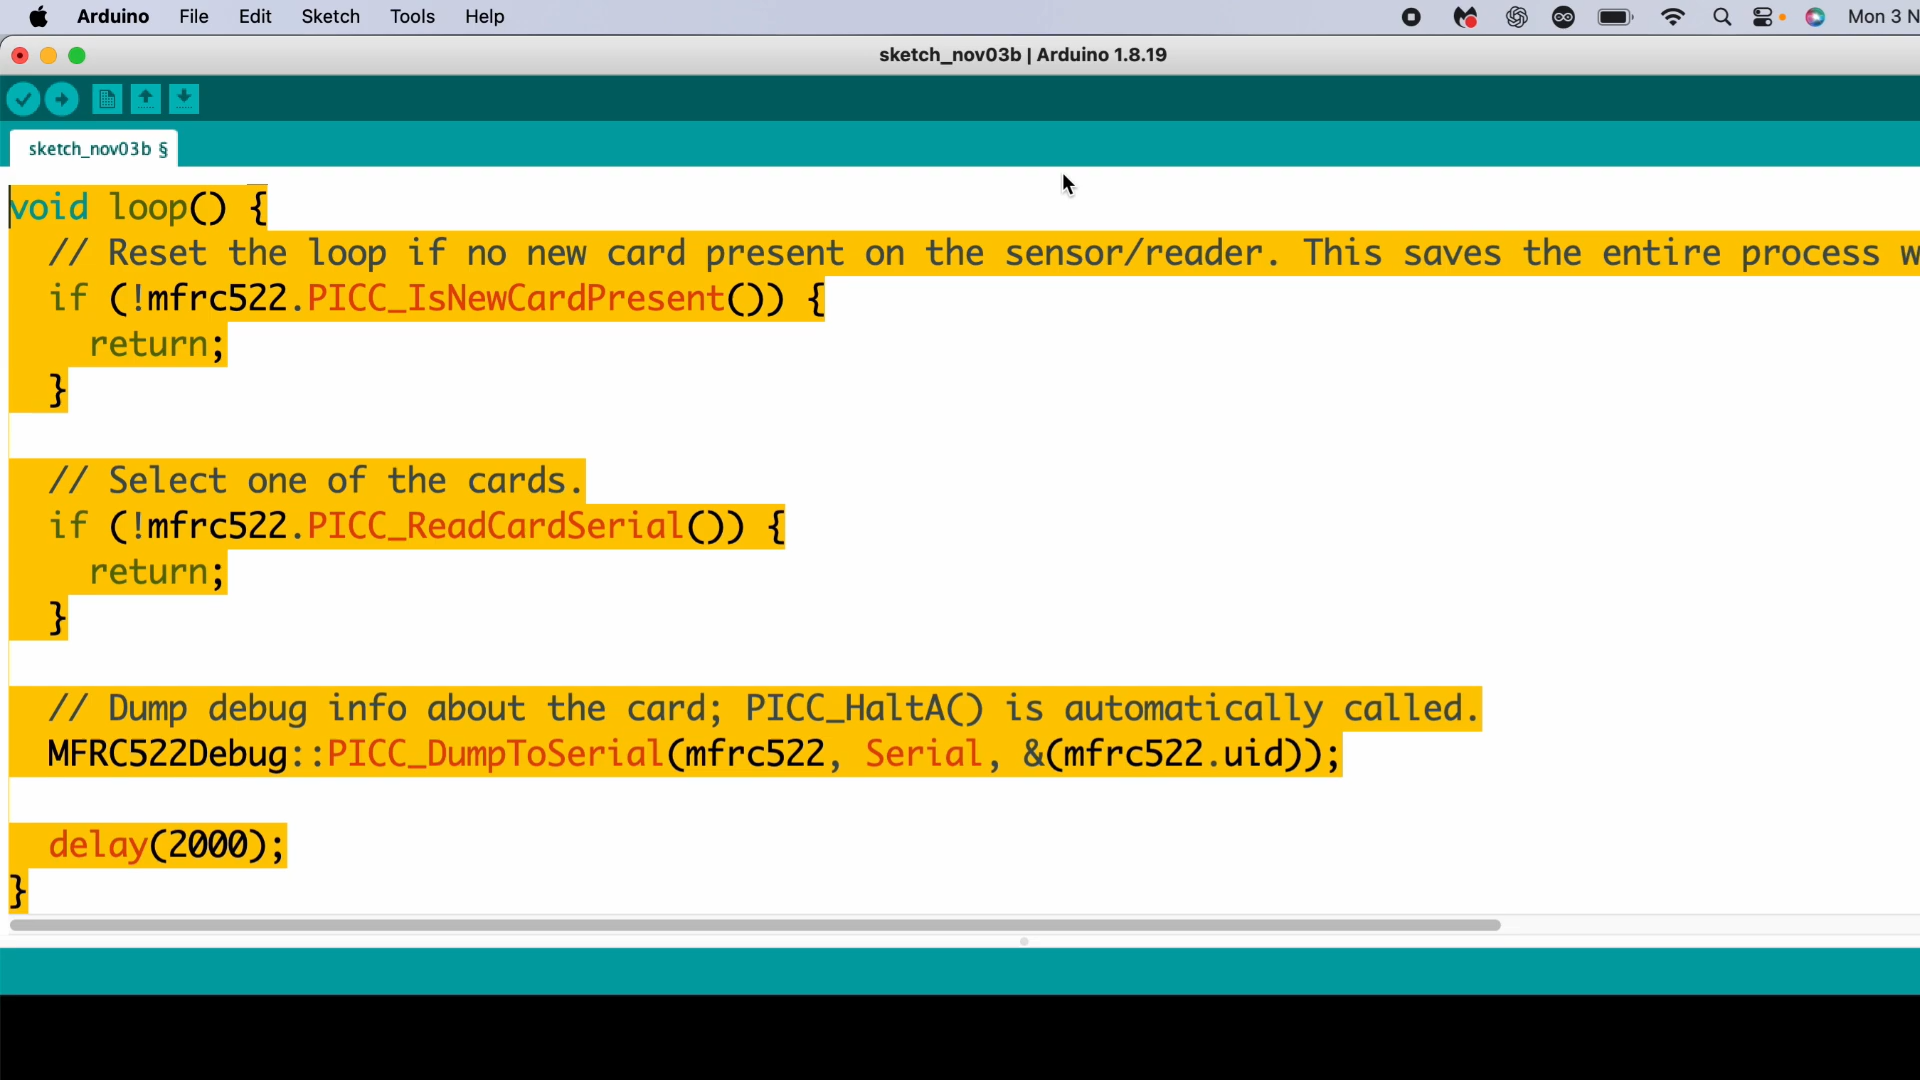 Arduino File Edit Sketch Tools Help Mon 3 N
sketch_nov03b | Arduino 1.8.19
sketch_nov03b §
void loop() {
  // Reset the loop if no new card present on the sensor/reader. This saves the entire process w
  if (!mfrc522.PICC_IsNewCardPresent()) {
    return;
  }
  // Select one of the cards.
  if (!mfrc522.PICC_ReadCardSerial()) {
    return;
  }
  // Dump debug info about the card; PICC_HaltA() is automatically called.
  MFRC522Debug::PICC_DumpToSerial(mfrc522, Serial, &(mfrc522.uid));
  delay(2000);
}